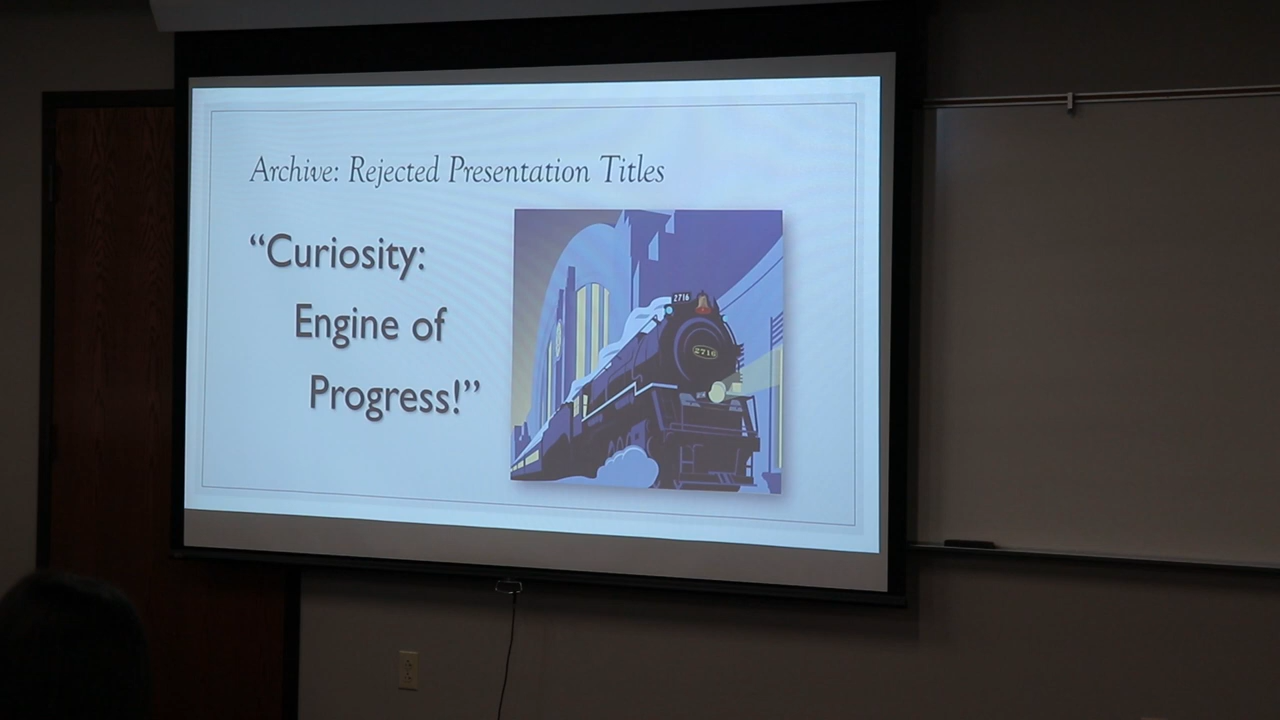 Archive: Rejected Presentation Titles
“Curiosity:
Engine of
Progress!”
2716
2716